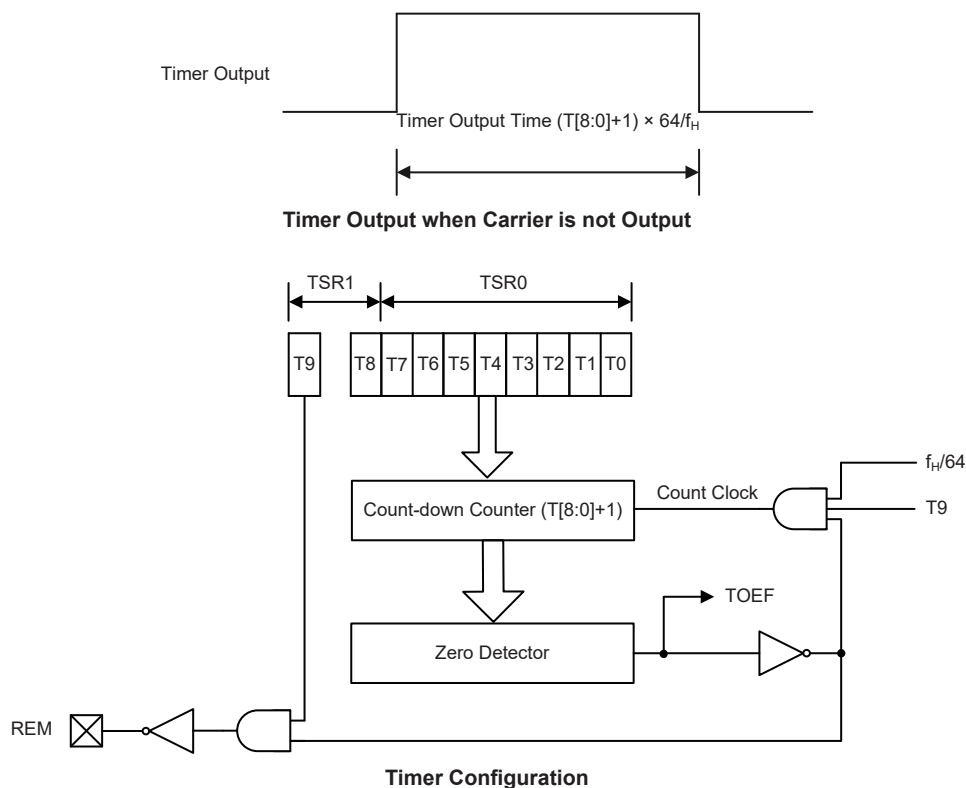 Timer Output
Timer Output Time (T[8:0]+1) × 64/fH
Timer Output when Carrier is not Output
TSR1 TSR0
T9 T8 T7 T6 T5 T4 T3 T2 T1 T0
fH/64
Count-down Counter (T[8:0]+1) Count Clock
T9
TOEF
Zero Detector
REM
Timer Configuration